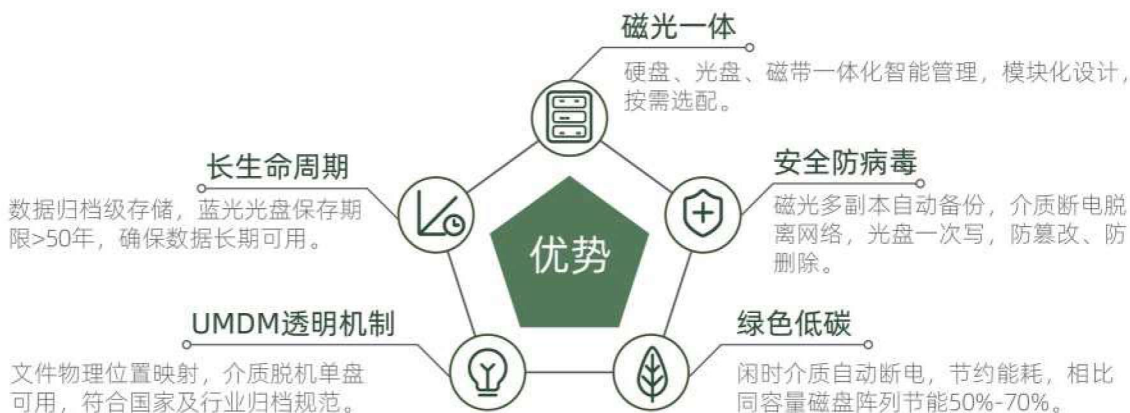 磁光一体
硬盘、光盘、磁带一体化智能管理，模块化设计，
按需选配。
长生命周期
数据归档级存储，蓝光光盘保存期
限>50年，确保数据长期可用。
安全防病毒
磁光多副本自动备份，介质断电脱
离网络，光盘一次写，防篡改、防
删除。
优势
UMDM透明机制
文件物理位置映射，介质脱机单盘
可用，符合国家及行业归档规范。
绿色低碳
闲时介质自动断电，节约能耗，相比
同容量磁盘阵列节能50%-70%。